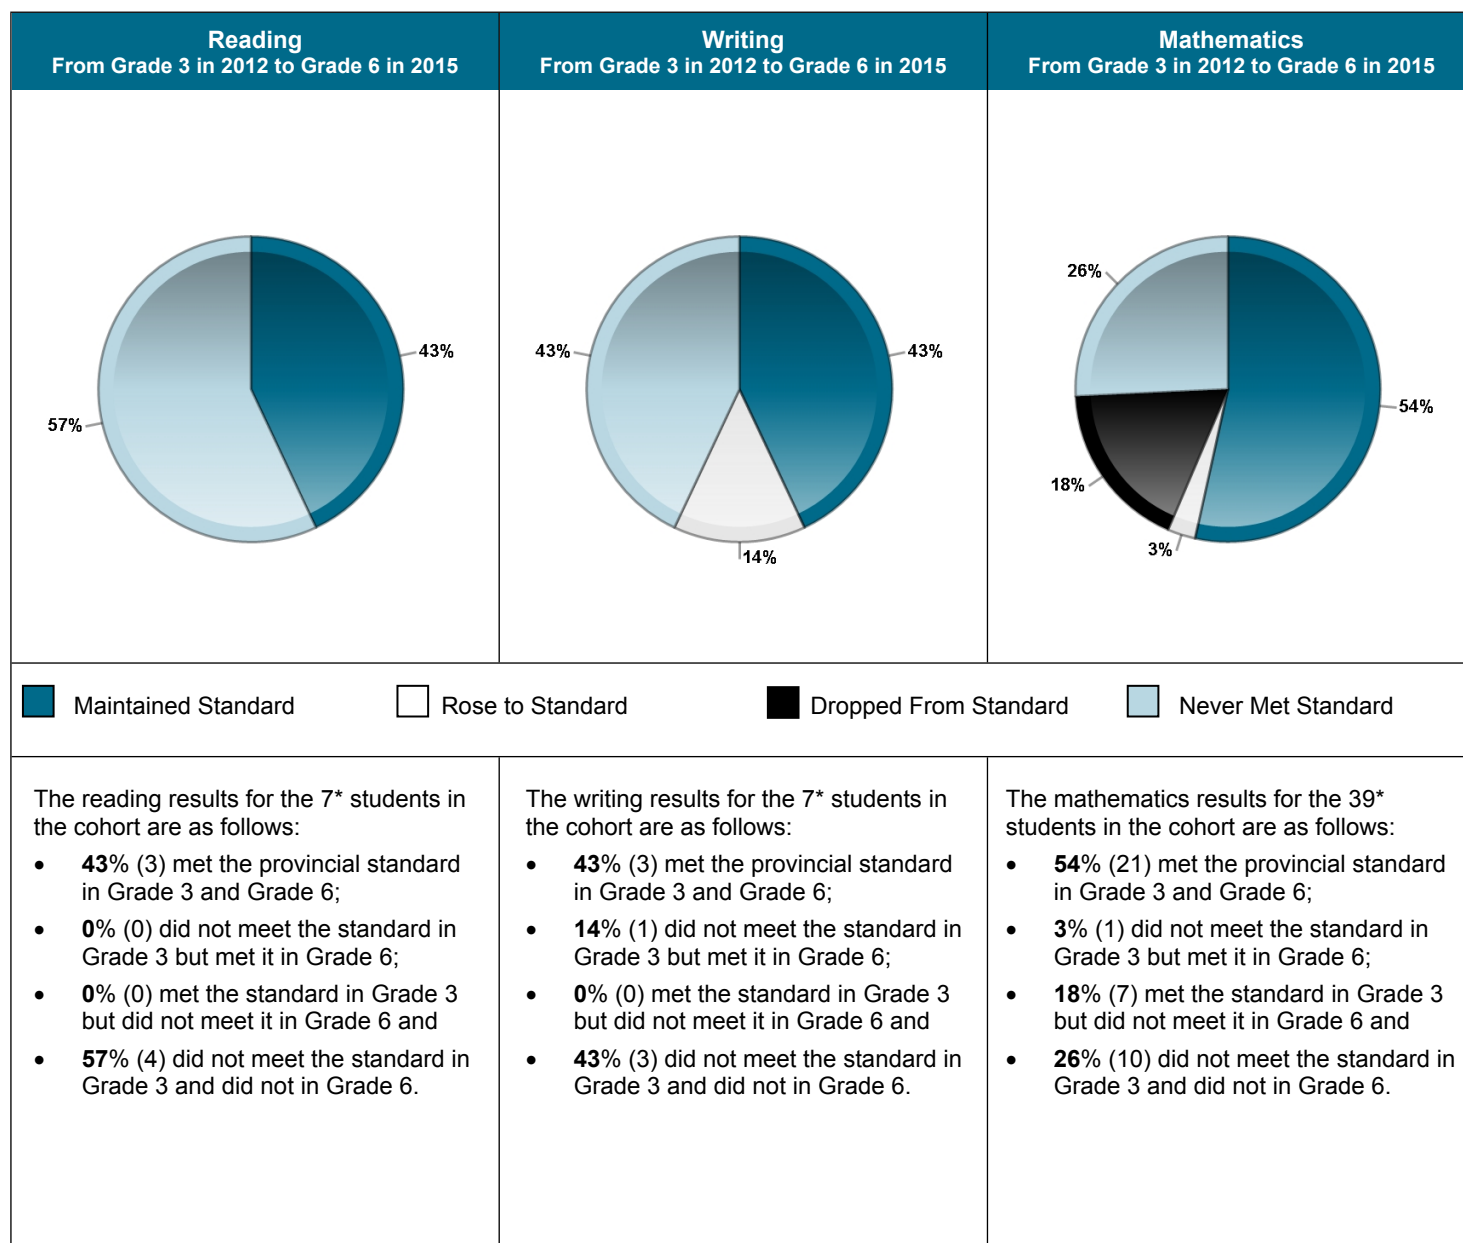 Reading
From Grade 3 in 2012 to Grade 6 in 2015
Writing
From Grade 3 in 2012 to Grade 6 in 2015
Mathematics
From Grade 3 in 2012 to Grade 6 in 2015
43%
57%
43%
43%
14%
26%
54%
18%
3%
Maintained Standard
Rose to Standard
Dropped From Standard
Never Met Standard
The reading results for the 7* students in
the cohort are as follows:
• 43% (3) met the provincial standard
in Grade 3 and Grade 6;
• 0% (0) did not meet the standard in
Grade 3 but met it in Grade 6;
• 0% (0) met the standard in Grade 3
but did not meet it in Grade 6 and
• 57% (4) did not meet the standard in
Grade 3 and did not in Grade 6.
The writing results for the 7* students in
the cohort are as follows:
• 43% (3) met the provincial standard
in Grade 3 and Grade 6;
• 14% (1) did not meet the standard in
Grade 3 but met it in Grade 6;
• 0% (0) met the standard in Grade 3
but did not meet it in Grade 6 and
• 43% (3) did not meet the standard in
Grade 3 and did not in Grade 6.
The mathematics results for the 39*
students in the cohort are as follows:
• 54% (21) met the provincial standard
in Grade 3 and Grade 6;
• 3% (1) did not meet the standard in
Grade 3 but met it in Grade 6;
• 18% (7) met the standard in Grade 3
but did not meet it in Grade 6 and
• 26% (10) did not meet the standard in
Grade 3 and did not in Grade 6.